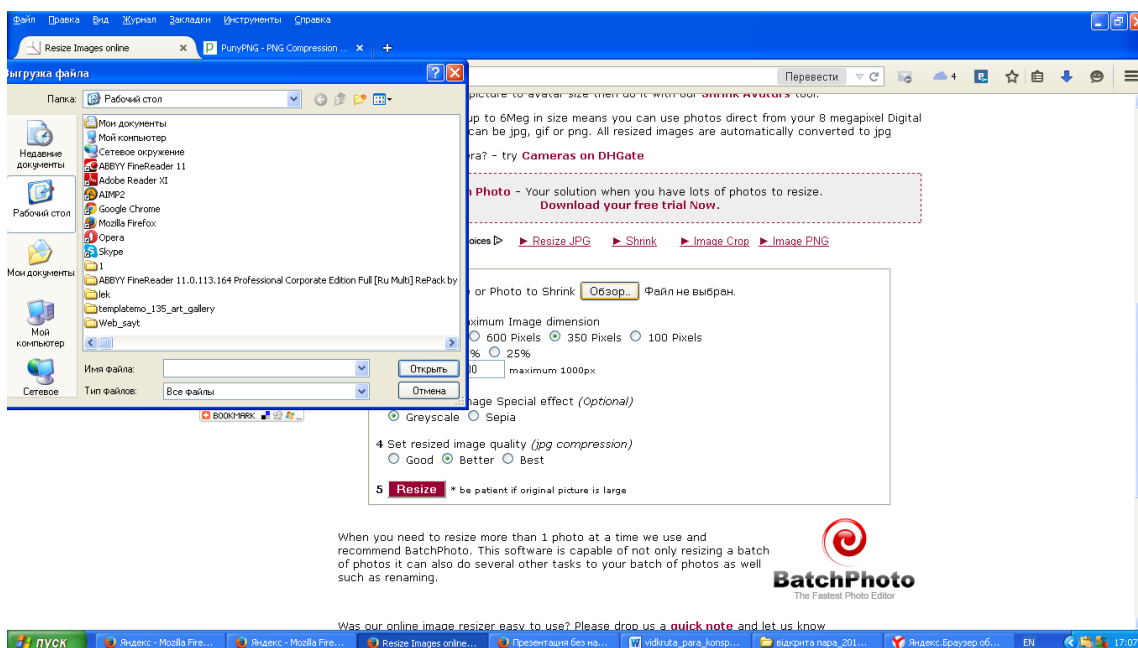 Файл Правка Вид Журнал Закладки Инструменты Справка
Resize Images online
PunyPNG - PNG Compression ...
Выгрузка файла
Папка: Рабочий стол
Недавние документы
Рабочий стол
Мои документы
Мой компьютер
Сетевое
Мои документы
Мой компьютер
Сетевое окружение
ABBYY FineReader 11
Adobe Reader XI
AIMP2
Google Chrome
Mozilla Firefox
Opera
Skype
1
ABBYY FineReader 11.0.113.164 Professional Corporate Edition Full [Ru Multi] RePack by
lek
templatemo_135_art_gallery
Web_sayt
Имя файла:
Открыть
Тип файлов: Все файлы
Отмена
Перевести
4
picture to avatar size then do it with our Shrink Avatars tool.
up to 6Meg in size means you can use photos direct from your 8 megapixel Digital
can be jpg, gif or png. All resized images are automatically converted to jpg
era? - try Cameras on DHGate
Photo - Your solution when you have lots of photos to resize.
Download your free trial Now.
oices
Resize JPG
Shrink
Image Crop
Image PNG
or Photo to Shrink Обзор.. Файл не выбран.
ximum Image dimension
600 Pixels 350 Pixels 100 Pixels
% 25%
maximum 1000px
mage Special effect (Optional)
Greyscale Sepia
BOOKMARK
4 Set resized image quality (jpg compression)
Good Better Best
5 Resize * be patient if original picture is large
When you need to resize more than 1 photo at a time we use and
recommend BatchPhoto. This software is capable of not only resizing a batch
of photos it can also do several other tasks to your batch of photos as well
such as renaming.
BatchPhoto
The Fastest Photo Editor
Was our online image resizer easy to use? Please drop us a quick note and let us know
пуск
Яндекс - Mozilla Fire...
Яндекс - Mozilla Fire...
Resize Images online...
Презентация без на...
vidkruta_para_konsp...
відкрита пара_201...
Яндекс.Браузер об...
EN
17:07